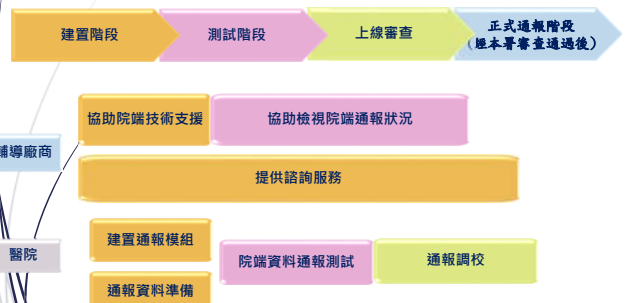 建置階段
測試階段
上線審查
正式通報階段
(經本署審查通過後)
協助院端技術支援
協助檢視院端通報狀況
輔導廠商
提供諮詢服務
建置通報模組
醫院
院端資料通報測試
通報調校
通報資料準備